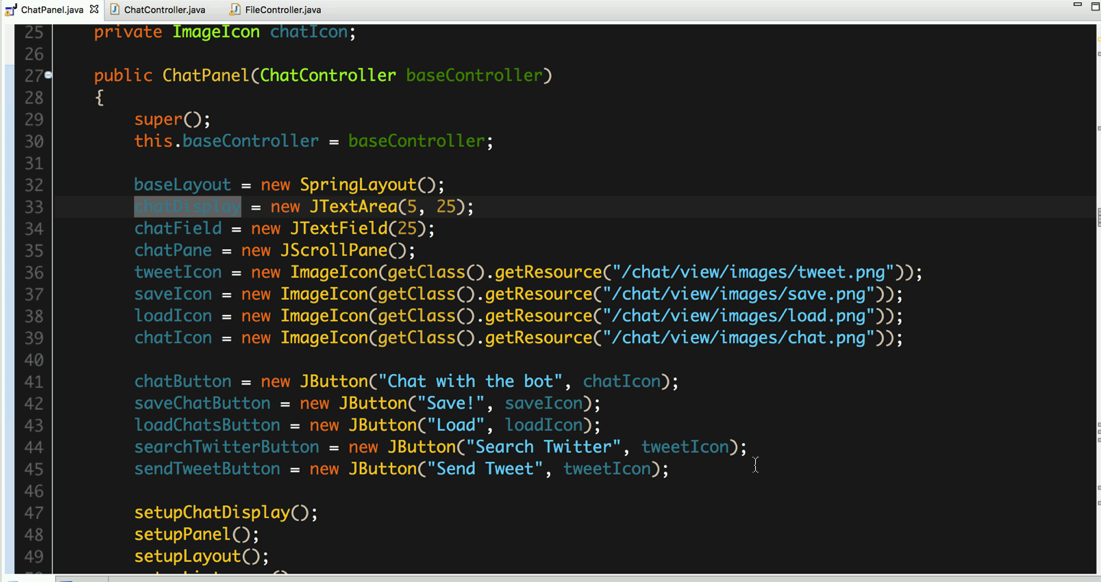 ChatPanel.java ChatController.java FileController.java
25 private ImageIcon chatIcon;
26
27 public ChatPanel(ChatController baseController)
28 {
29 super();
30 this.baseController = baseController;
31
32 baseLayout = new SpringLayout();
33 chatDisplay = new JTextArea(5, 25);
34 chatField = new JTextField(25);
35 chatPane = new JScrollPane();
36 tweetIcon = new ImageIcon(getClass().getResource("/chat/view/images/tweet.png"));
37 saveIcon = new ImageIcon(getClass().getResource("/chat/view/images/save.png"));
38 loadIcon = new ImageIcon(getClass().getResource("/chat/view/images/load.png"));
39 chatIcon = new ImageIcon(getClass().getResource("/chat/view/images/chat.png"));
40
41 chatButton = new JButton("Chat with the bot", chatIcon);
42 saveChatButton = new JButton("Save!", saveIcon);
43 loadChatsButton = new JButton("Load", loadIcon);
44 searchTwitterButton = new JButton("Search Twitter", tweetIcon);
45 sendTweetButton = new JButton("Send Tweet", tweetIcon);
46
47 setupChatDisplay();
48 setupPanel();
49 setupLayout();